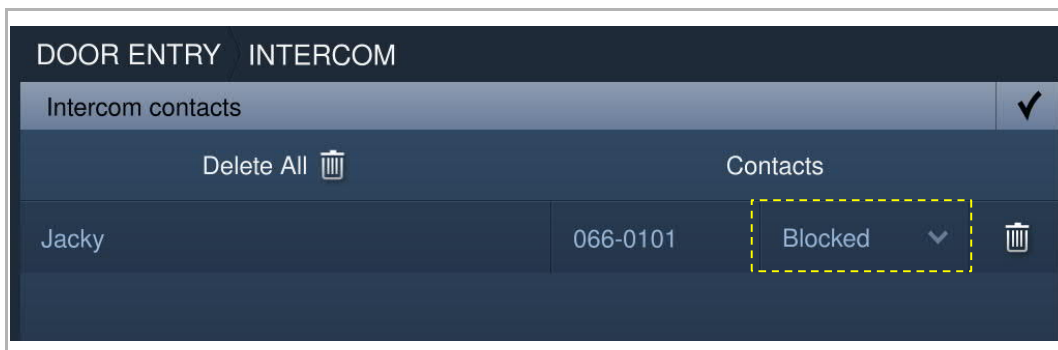 DOOR ENTRY INTERCOM
Intercom contacts
Delete All Contacts
Jacky 066-0101 Blocked